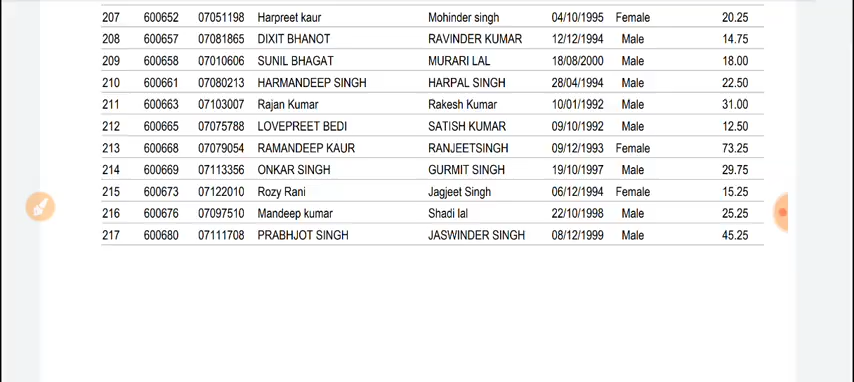 207 600652 07051198 Harpreet kaur Mohinder singh 04/10/1995 Female 20.25
208 600657 07081865 DIXIT BHANOT RAVINDER KUMAR 12/12/1994 Male 14.75
209 600658 07010606 SUNIL BHAGAT MURARI LAL 18/08/2000 Male 18.00
210 600661 07080213 HARMANDEEP SINGH HARPAL SINGH 28/04/1994 Male 22.50
211 600663 07103007 Rajan Kumar Rakesh Kumar 10/01/1992 Male 31.00
212 600665 07075788 LOVEPREET BEDI SATISH KUMAR 09/10/1992 Male 12.50
213 600668 07079054 RAMANDEEP KAUR RANJEETSINGH 09/12/1993 Female 73.25
214 600669 07113356 ONKAR SINGH GURMIT SINGH 19/10/1997 Male 29.75
215 600673 07122010 Rozy Rani Jagjeet Singh 06/12/1994 Female 15.25
216 600676 07097510 Mandeep kumar Shadi lal 22/10/1998 Male 25.25
217 600680 07111708 PRABHJOT SINGH JASWINDER SINGH 08/12/1999 Male 45.25